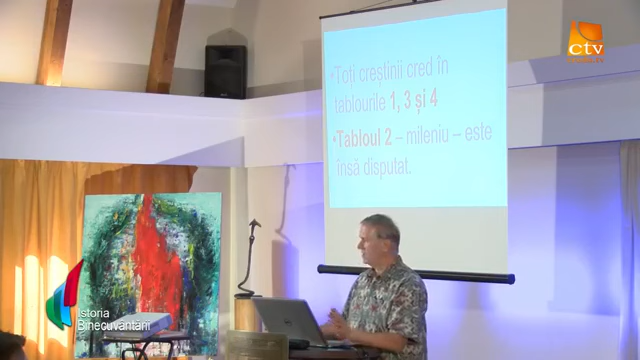 •Toți creștinii cred în
tablourile 1, 3 și 4
•Tabloul 2 – mileniu – este
însă disputat.
ctv
Istoria
Binecuvântării